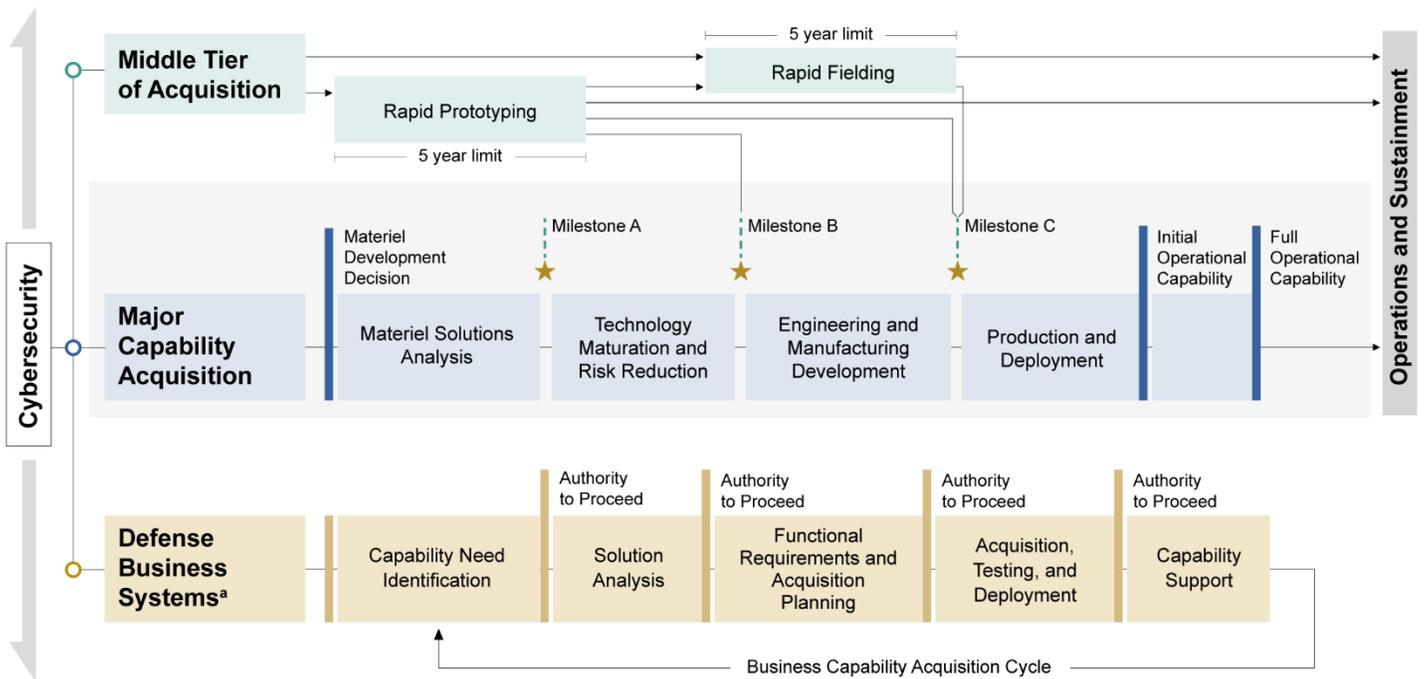 5 year limit
Middle Tier
of Acquisition
Rapid Fielding
Rapid Prototyping
5 year limit
Cybersecurity
Operations and Sustainment
Materiel
Development
Decision
Milestone A
Milestone B
Milestone C
Initial
Operational
Capability
Full
Operational
Capability
Major
Capability
Acquisition
Materiel Solutions
Analysis
Technology
Maturation and
Risk Reduction
Engineering and
Manufacturing
Development
Production and
Deployment
Authority
to Proceed
Authority
to Proceed
Authority
to Proceed
Authority
to Proceed
Defense
Business
Systemsᵃ
Capability Need
Identification
Solution
Analysis
Functional
Requirements and
Acquisition
Planning
Acquisition,
Testing, and
Deployment
Capability
Support
Business Capability Acquisition Cycle